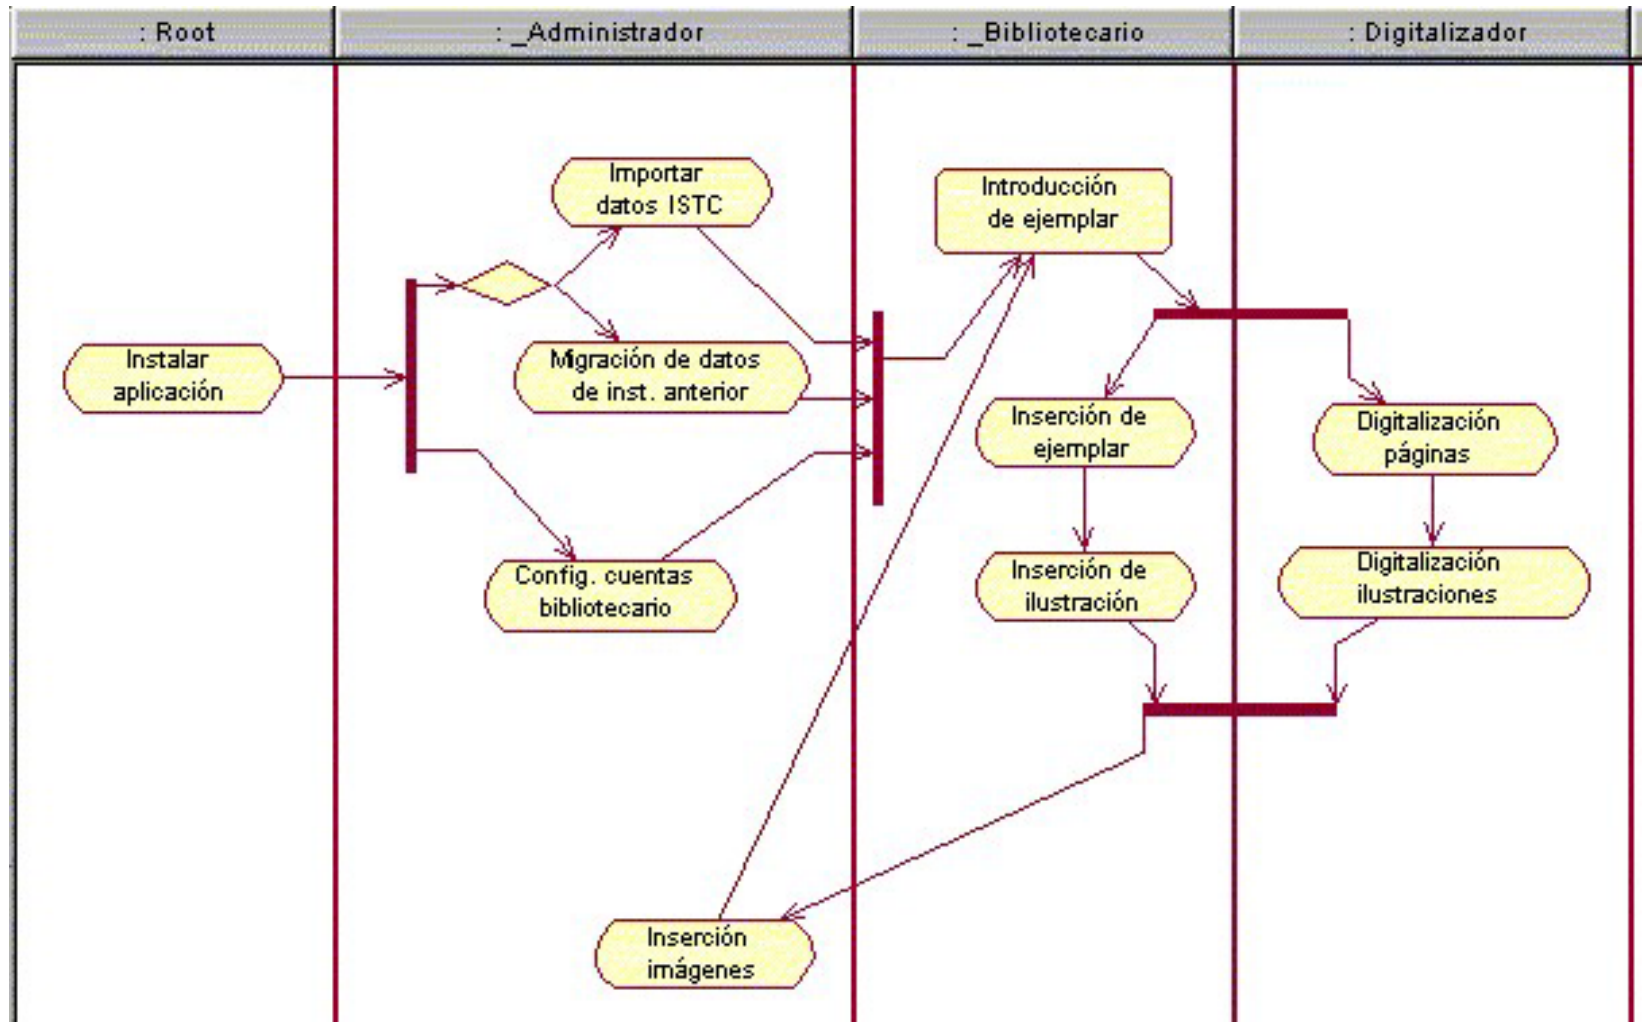 : Root
: _Administrador
: _Bibliotecario
: Digitalizador
Importar
datos ISTC
Introducción
de ejemplar
Instalar
aplicación
Migración de datos
de inst. anterior
Inserción de
ejemplar
Digitalización
páginas
Config. cuentas
bibliotecario
Inserción de
ilustración
Digitalización
ilustraciones
Inserción
imágenes